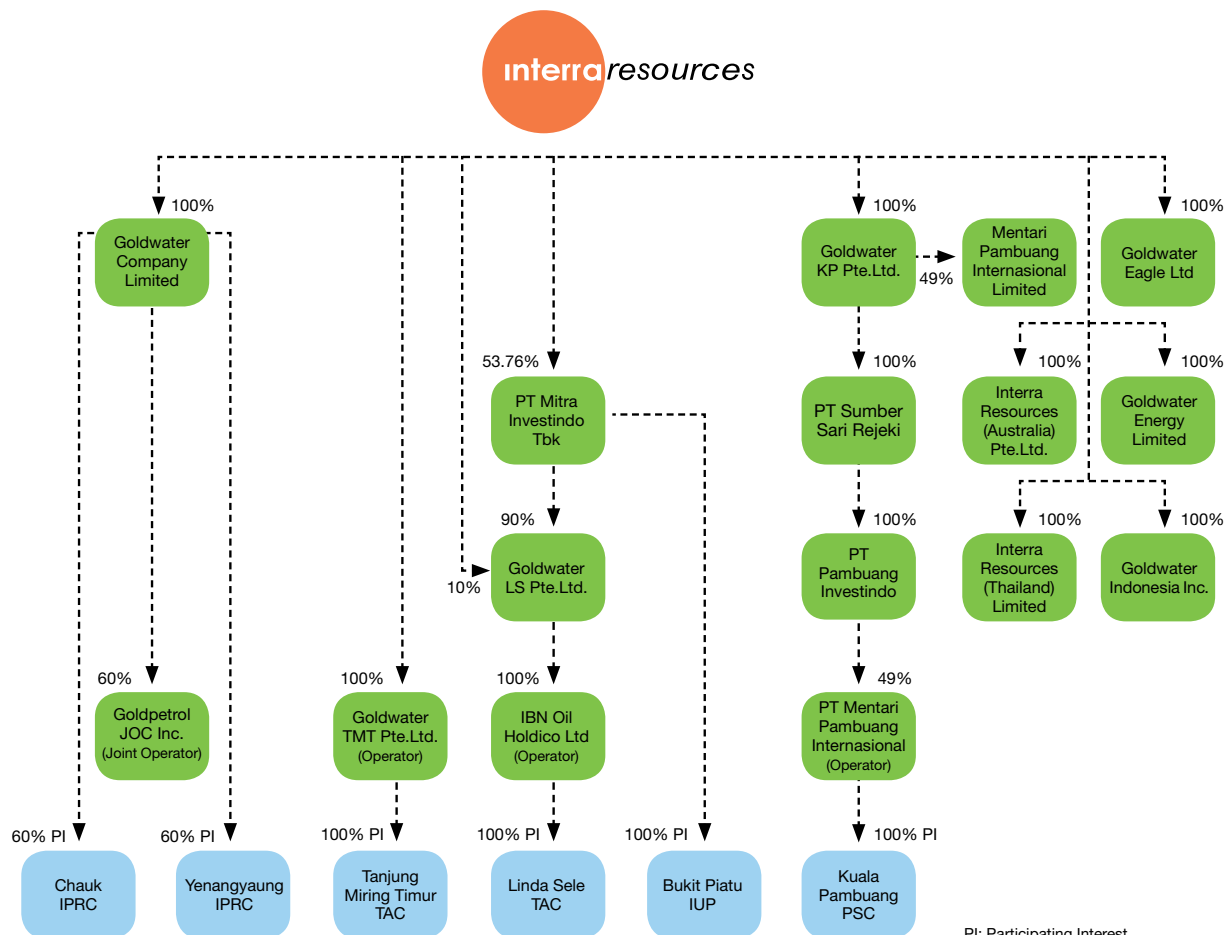 interraresources
100%
100%
100%
Goldwater
Company
Limited
Goldwater
KP Pte.Ltd.
49%
Mentari
Pambuang
Internasional
Limited
Goldwater
Eagle Ltd
53.76%
100%
100%
100%
PT Mitra
Investindo
Tbk
PT Sumber
Sari Rejeki
Interra
Resources
(Australia)
Pte.Ltd.
Goldwater
Energy
Limited
90%
100%
100%
100%
10%
Goldwater
LS Pte.Ltd.
PT
Pambuang
Investindo
Interra
Resources
(Thailand)
Limited
Goldwater
Indonesia Inc.
60%
100%
100%
49%
Goldpetrol
JOC Inc.
(Joint Operator)
Goldwater
TMT Pte.Ltd.
(Operator)
IBN Oil
Holdico Ltd
(Operator)
PT Mentari
Pambuang
Internasional
(Operator)
60% PI
60% PI
100% PI
100% PI
100% PI
100% PI
Chauk
IPRC
Yenangyaung
IPRC
Tanjung
Miring Timur
TAC
Linda Sele
TAC
Bukit Piatu
IUP
Kuala
Pambuang
PSC
PI: Participating Interest